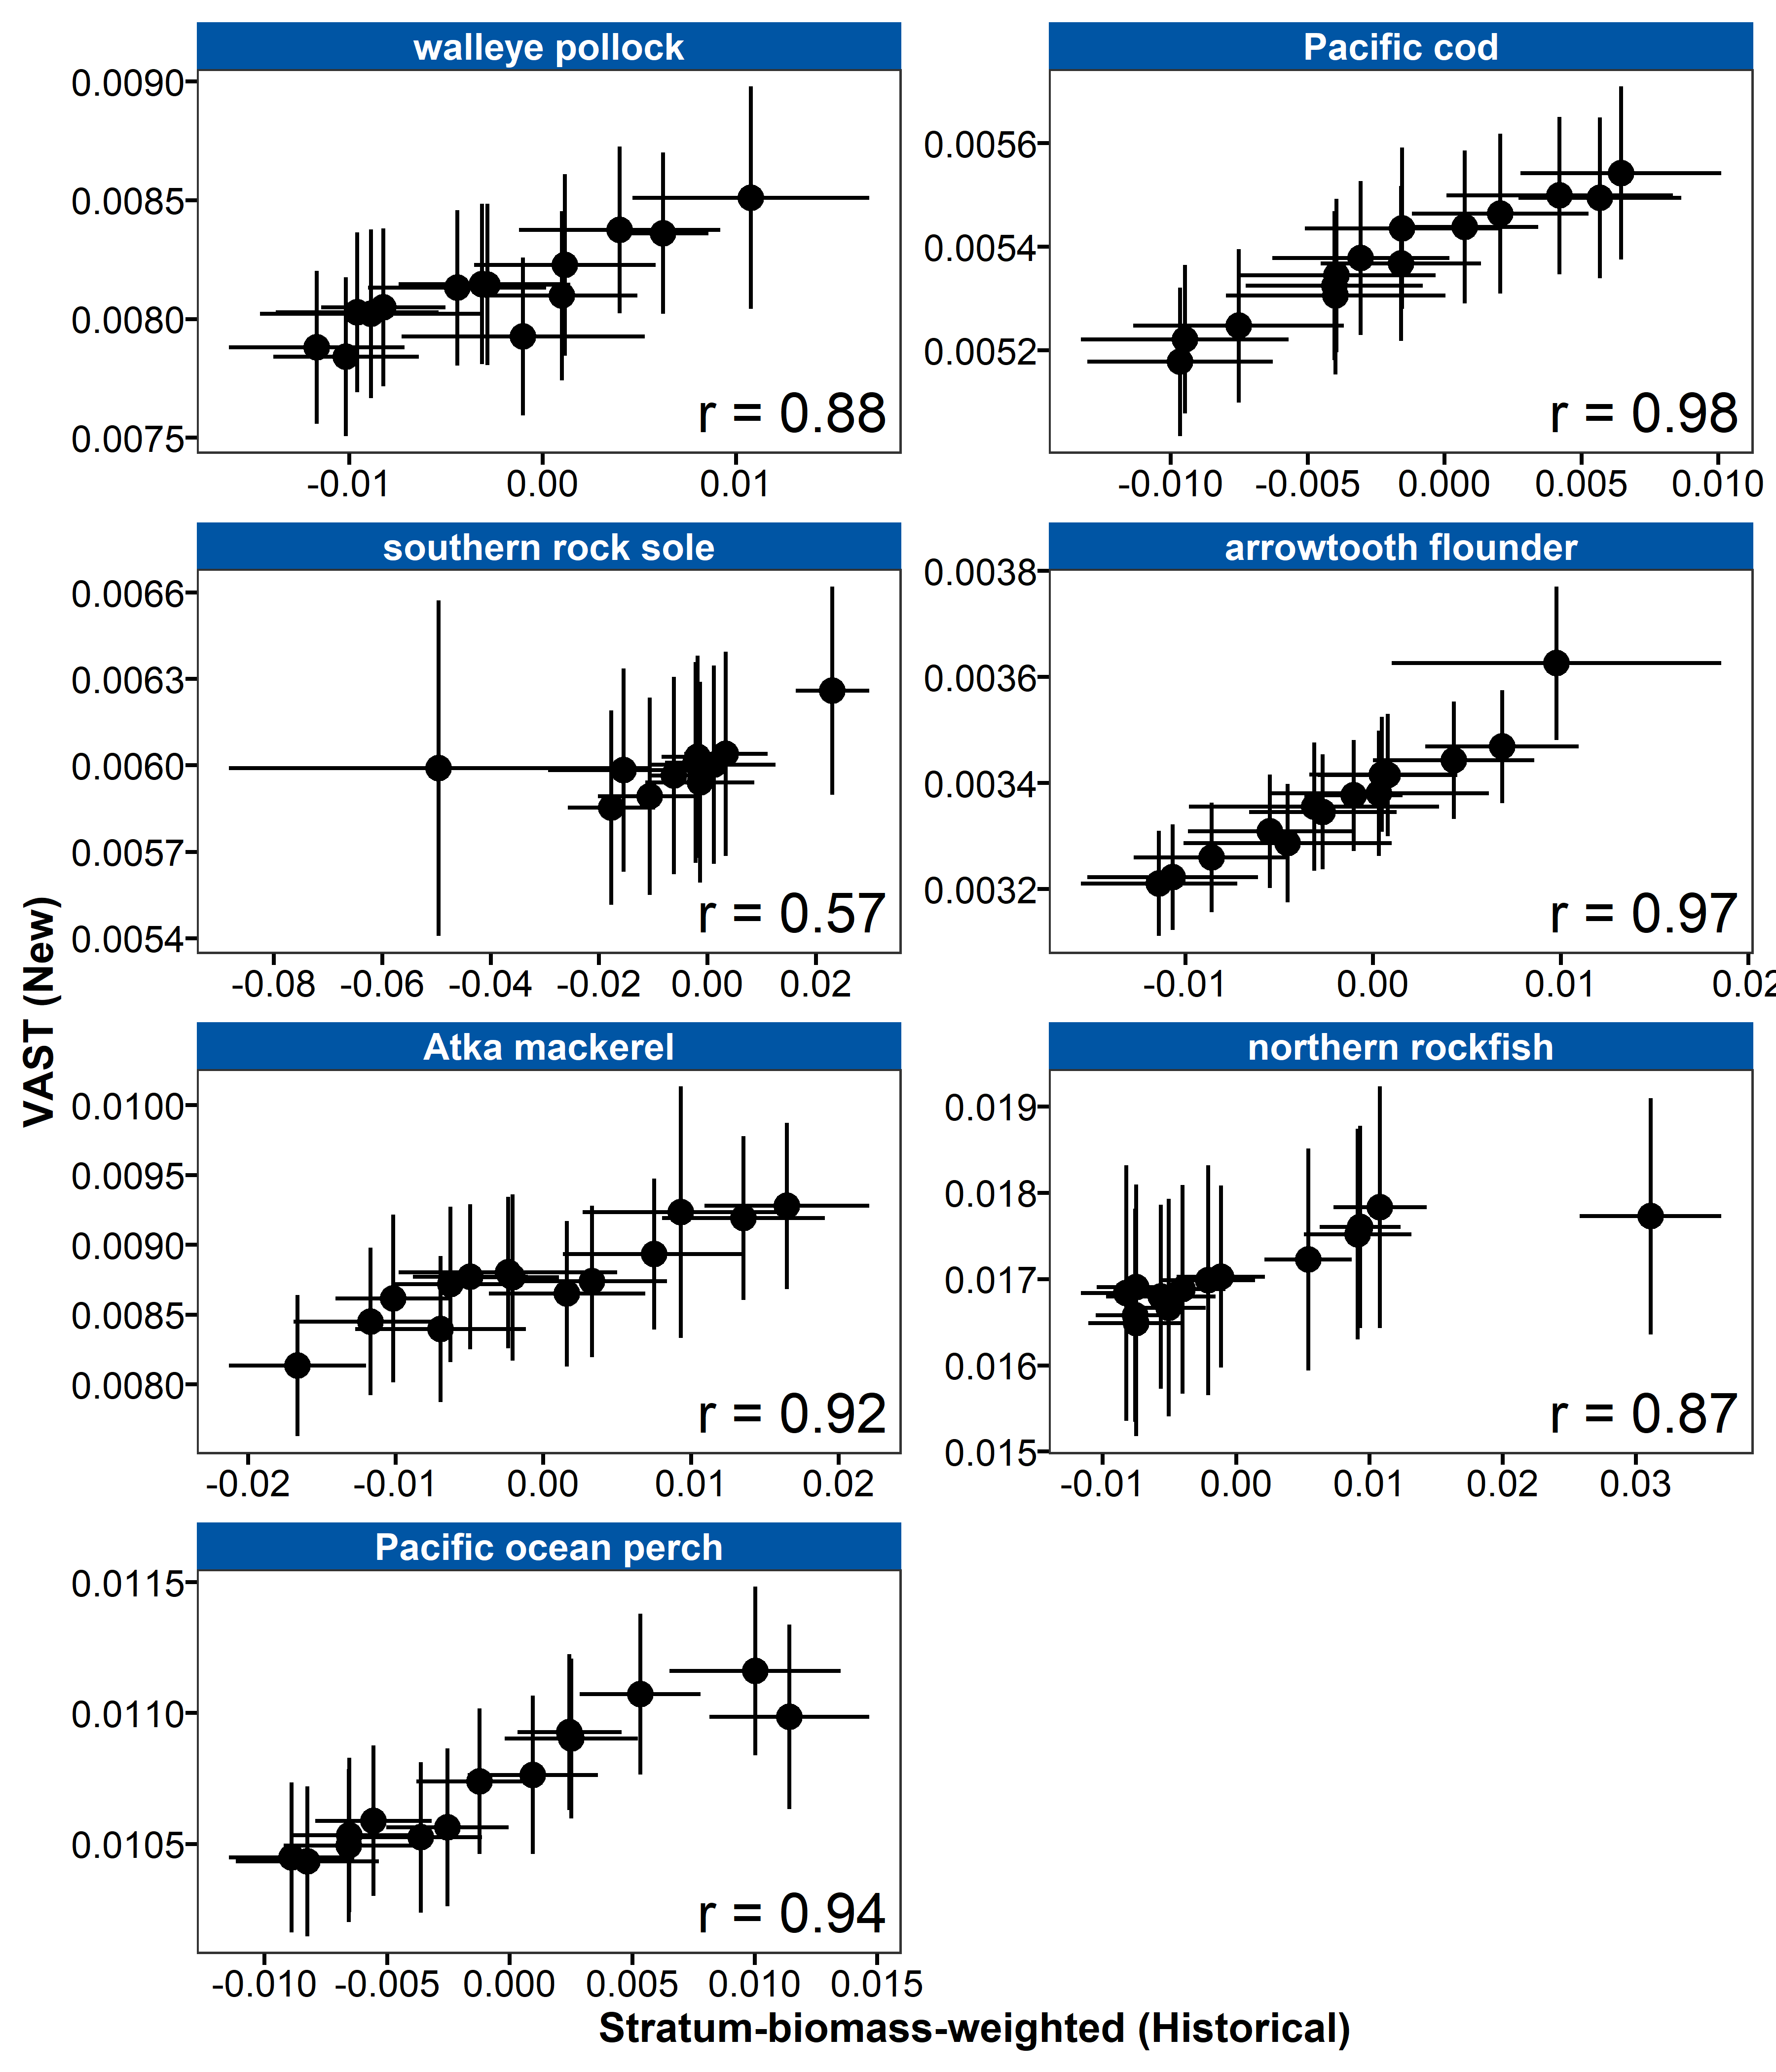 walleye pollock
0.0090
0.0085
0.0080
0.0075
-0.01 0.00 0.01
r = 0.88
Pacific cod
0.0056
0.0054
0.0052
-0.010 -0.005 0.000 0.005 0.010
r = 0.98
southern rock sole
0.0066
0.0063
0.0060
0.0057
0.0054
-0.08 -0.06 -0.04 -0.02 0.00 0.02
r = 0.57
arrowtooth flounder
0.0038
0.0036
0.0034
0.0032
-0.01 0.00 0.01 0.02
r = 0.97
Atka mackerel
0.0100
0.0095
0.0090
0.0085
0.0080
-0.02 -0.01 0.00 0.01 0.02
r = 0.92
northern rockfish
0.019
0.018
0.017
0.016
0.015
-0.01 0.00 0.01 0.02 0.03
r = 0.87
Pacific ocean perch
0.0115
0.0110
0.0105
-0.010 -0.005 0.000 0.005 0.010 0.015
r = 0.94
VAST (New)
Stratum-biomass-weighted (Historical)